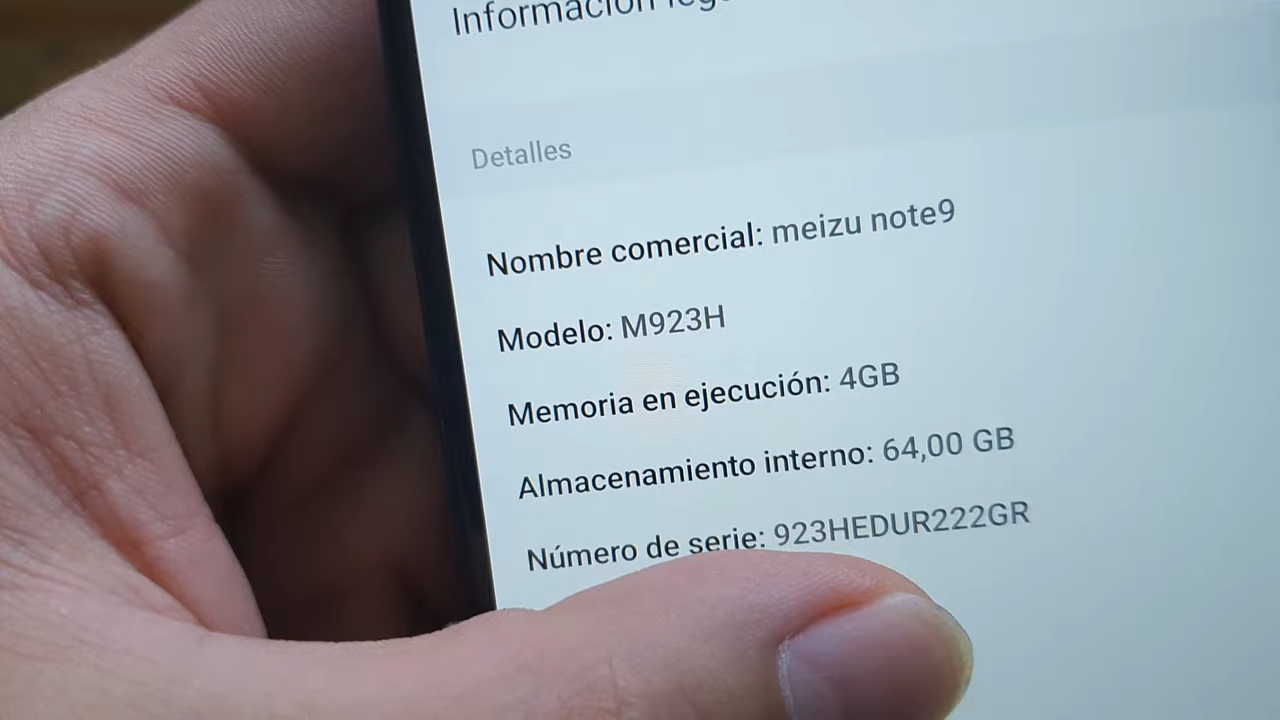 Información
Detalles
Nombre comercial: meizu note9
Modelo: M923H
Memoria en ejecución: 4GB
Almacenamiento interno: 64,00 GB
Número de serie: 923HEDUR222GR